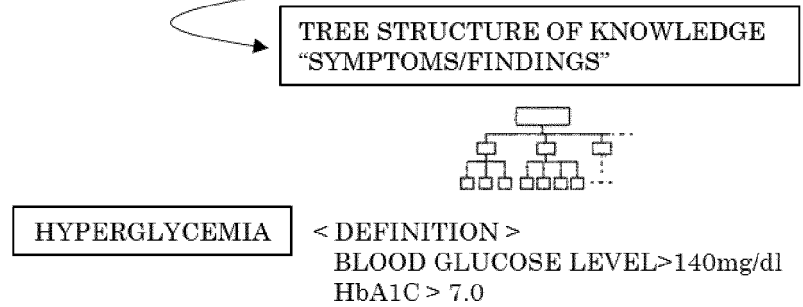 TREE STRUCTURE OF KNOWLEDGE
“SYMPTOMS/FINDINGS”
HYPERGLYCEMIA
< DEFINITION >
BLOOD GLUCOSE LEVEL>140mg/dl
HbA1C > 7.0